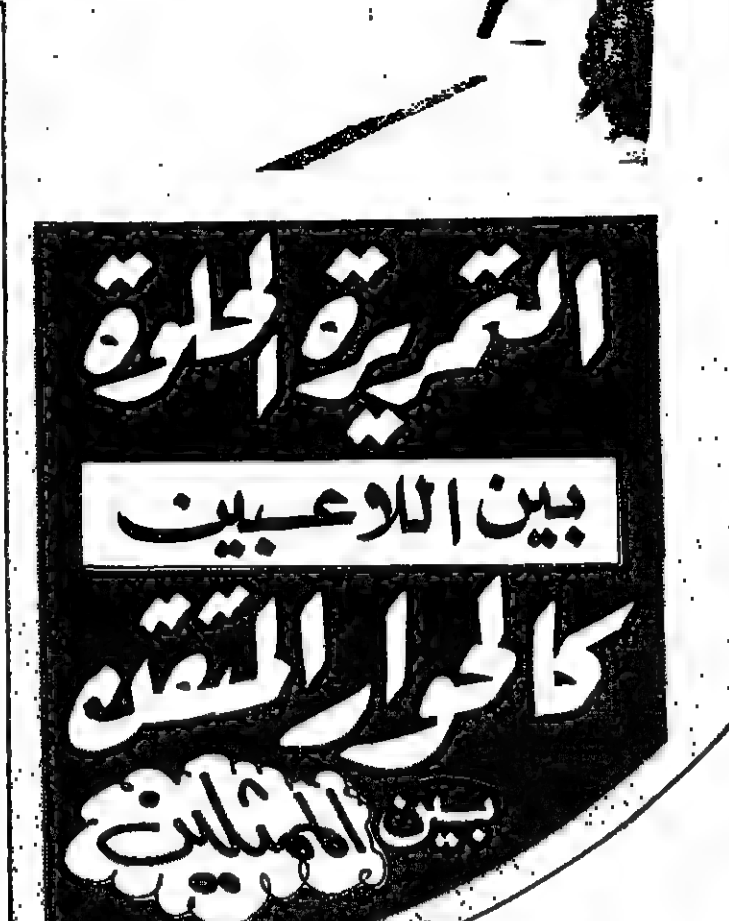 التمريرة الحلوة
بين اللاعبين
كالحوار المتقن
بين الممثلين